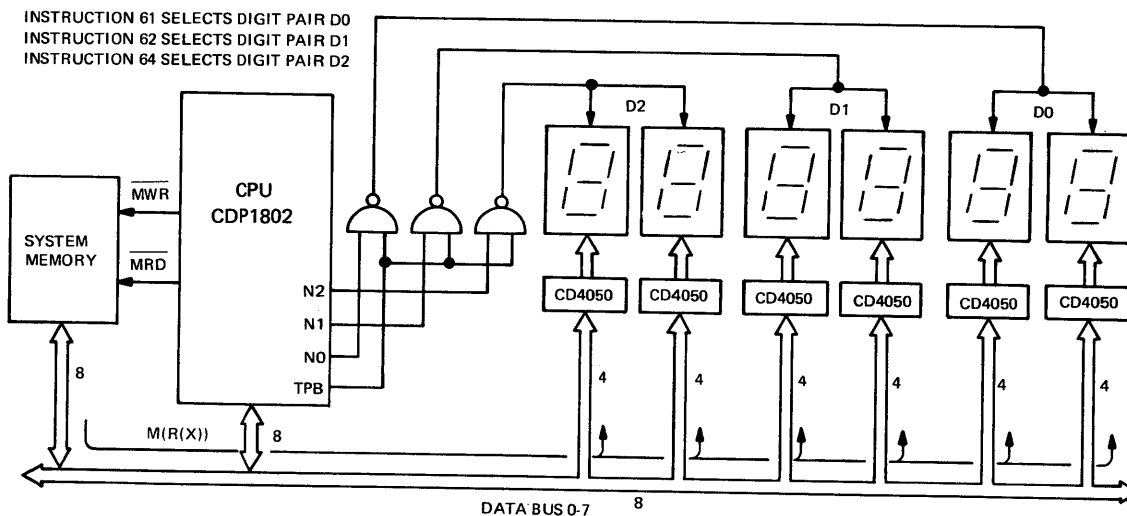 INSTRUCTION 61 SELECTS DIGIT PAIR D0
INSTRUCTION 62 SELECTS DIGIT PAIR D1
INSTRUCTION 64 SELECTS DIGIT PAIR D2
D2
D1
D0
CPU
CDP1802
MWR
MRD
SYSTEM
MEMORY
N2
N1
N0
TPB
CD4050
CD4050
CD4050
CD4050
CD4050
CD4050
8
4
4
4
4
4
4
M(R(X))
8
8
DATA BUS 0-7